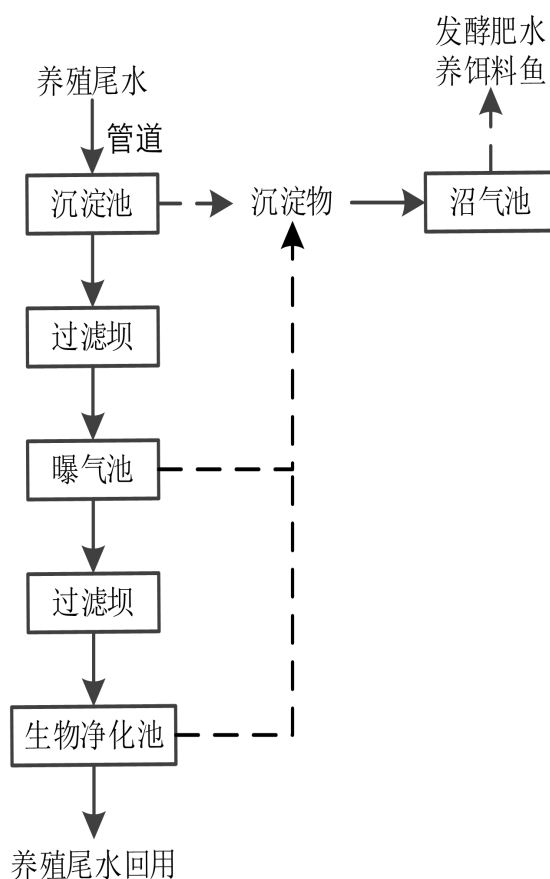 发酵肥水
养饵料鱼
养殖尾水
管道
沉淀池
沉淀物
沼气池
过滤坝
曝气池
过滤坝
生物净化池
养殖尾水回用